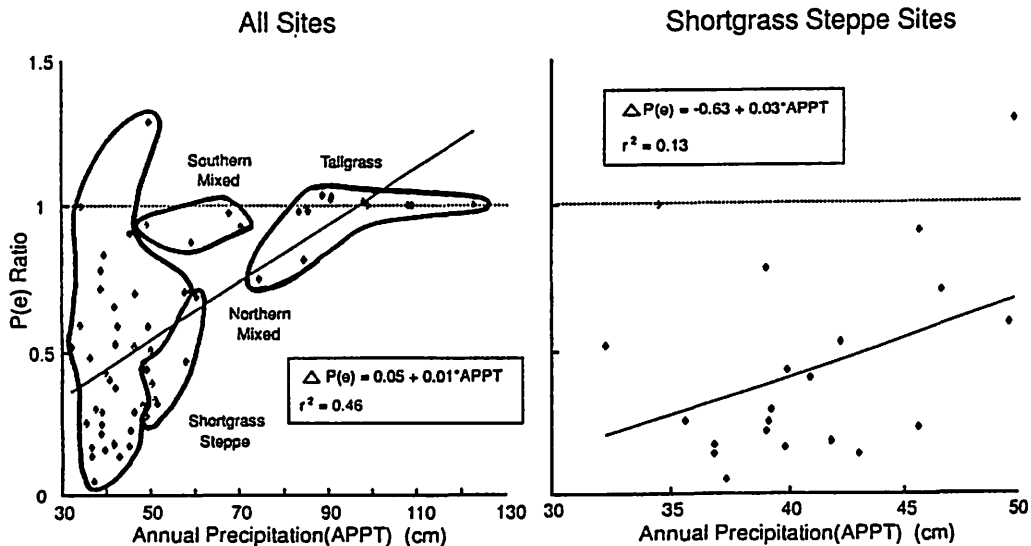 All Sites
1.5
1
0.5
0
P(e) Ratio
Southern
Mixed
Tallgrass
Northern
Mixed
Shortgrass
Steppe
△ P(e) = 0.05 + 0.01*APPT
r² = 0.46
30 50 70 90 110 130
Annual Precipitation(APPT) (cm)
Shortgrass Steppe Sites
△ P(e) = -0.63 + 0.03*APPT
r² = 0.13
30 35 40 45 50
Annual Precipitation(APPT) (cm)